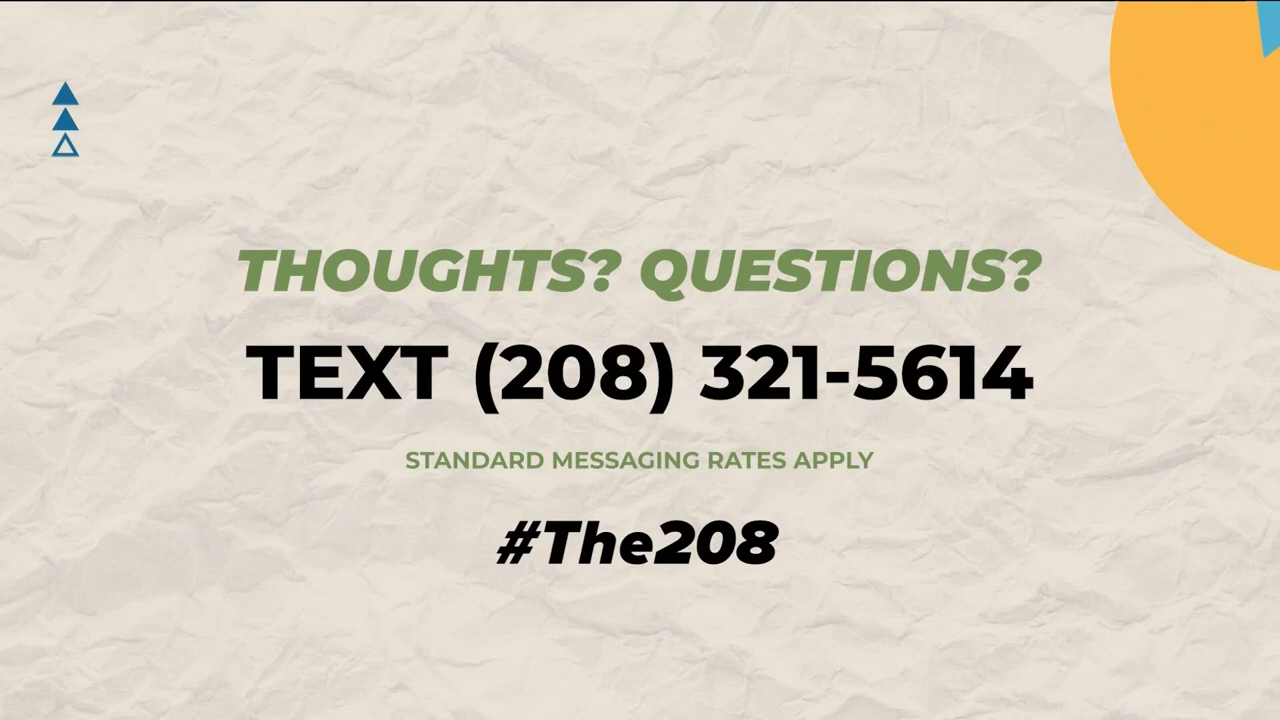 THOUGHTS? QUESTIONS?
TEXT (208) 321-5614
STANDARD MESSAGING RATES APPLY
#The208